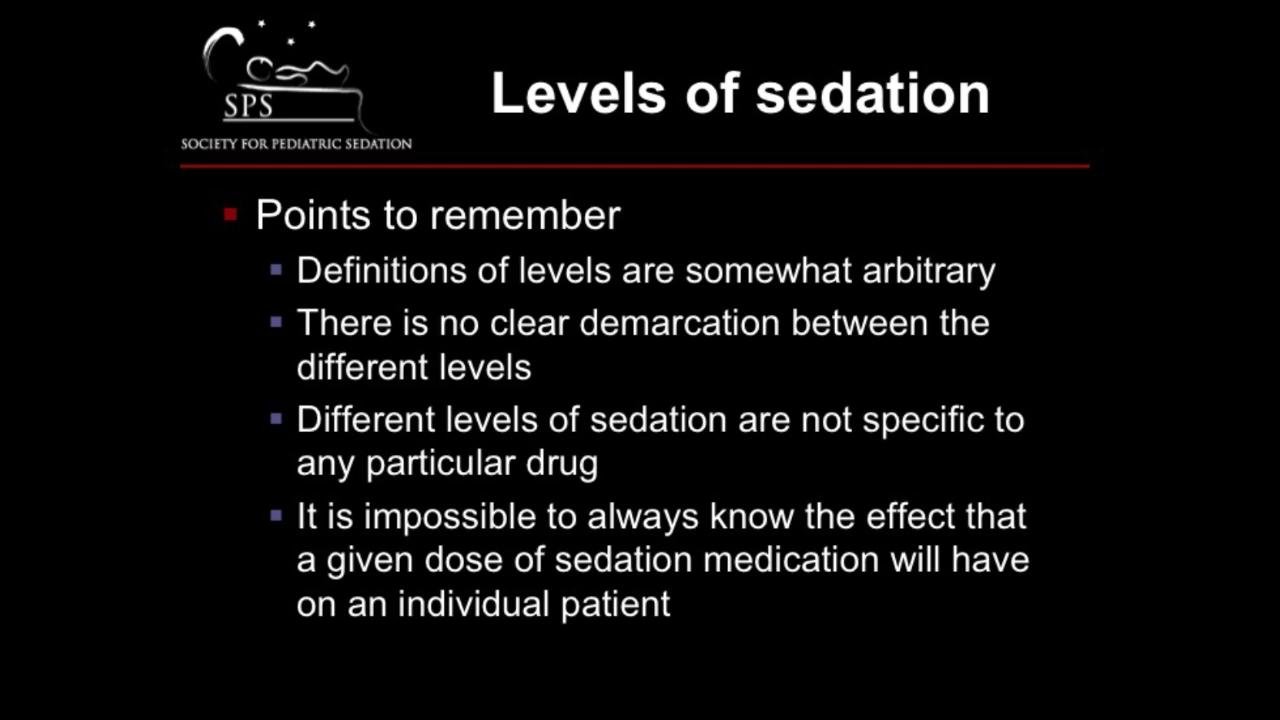 SPS
SOCIETY FOR PEDIATRIC SEDATION
Levels of sedation
Points to remember
Definitions of levels are somewhat arbitrary
There is no clear demarcation between the
different levels
Different levels of sedation are not specific to
any particular drug
It is impossible to always know the effect that
a given dose of sedation medication will have
on an individual patient